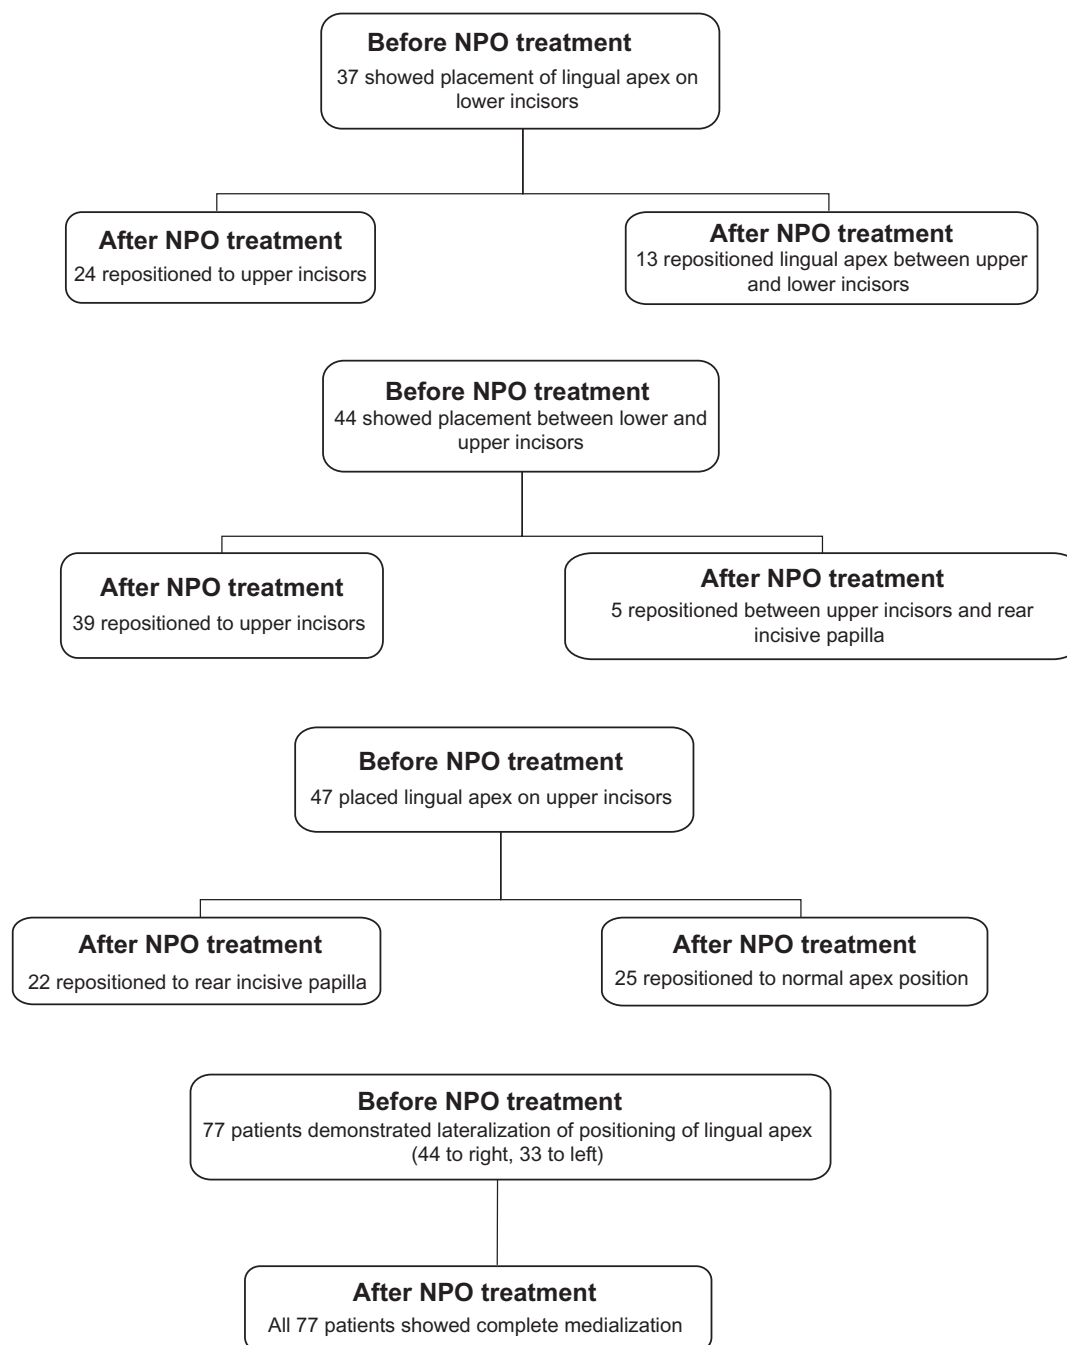 Before NPO treatment
37 showed placement of lingual apex on
lower incisors
After NPO treatment
24 repositioned to upper incisors
After NPO treatment
13 repositioned lingual apex between upper
and lower incisors
Before NPO treatment
44 showed placement between lower and
upper incisors
After NPO treatment
39 repositioned to upper incisors
After NPO treatment
5 repositioned between upper incisors and rear
incisive papilla
Before NPO treatment
47 placed lingual apex on upper incisors
After NPO treatment
22 repositioned to rear incisive papilla
After NPO treatment
25 repositioned to normal apex position
Before NPO treatment
77 patients demonstrated lateralization of positioning of lingual apex
(44 to right, 33 to left)
After NPO treatment
All 77 patients showed complete medialization